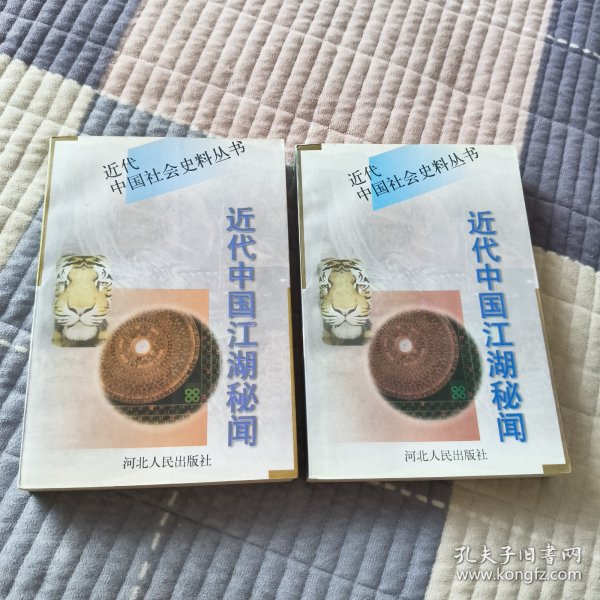 近代
中国社会史料丛书
近代中国江湖秘闻
河北人民出版社
近代
中国社会史料丛书
近代中国江湖秘闻
河北人民出版社
孔夫子旧书网
www.kongfz.com